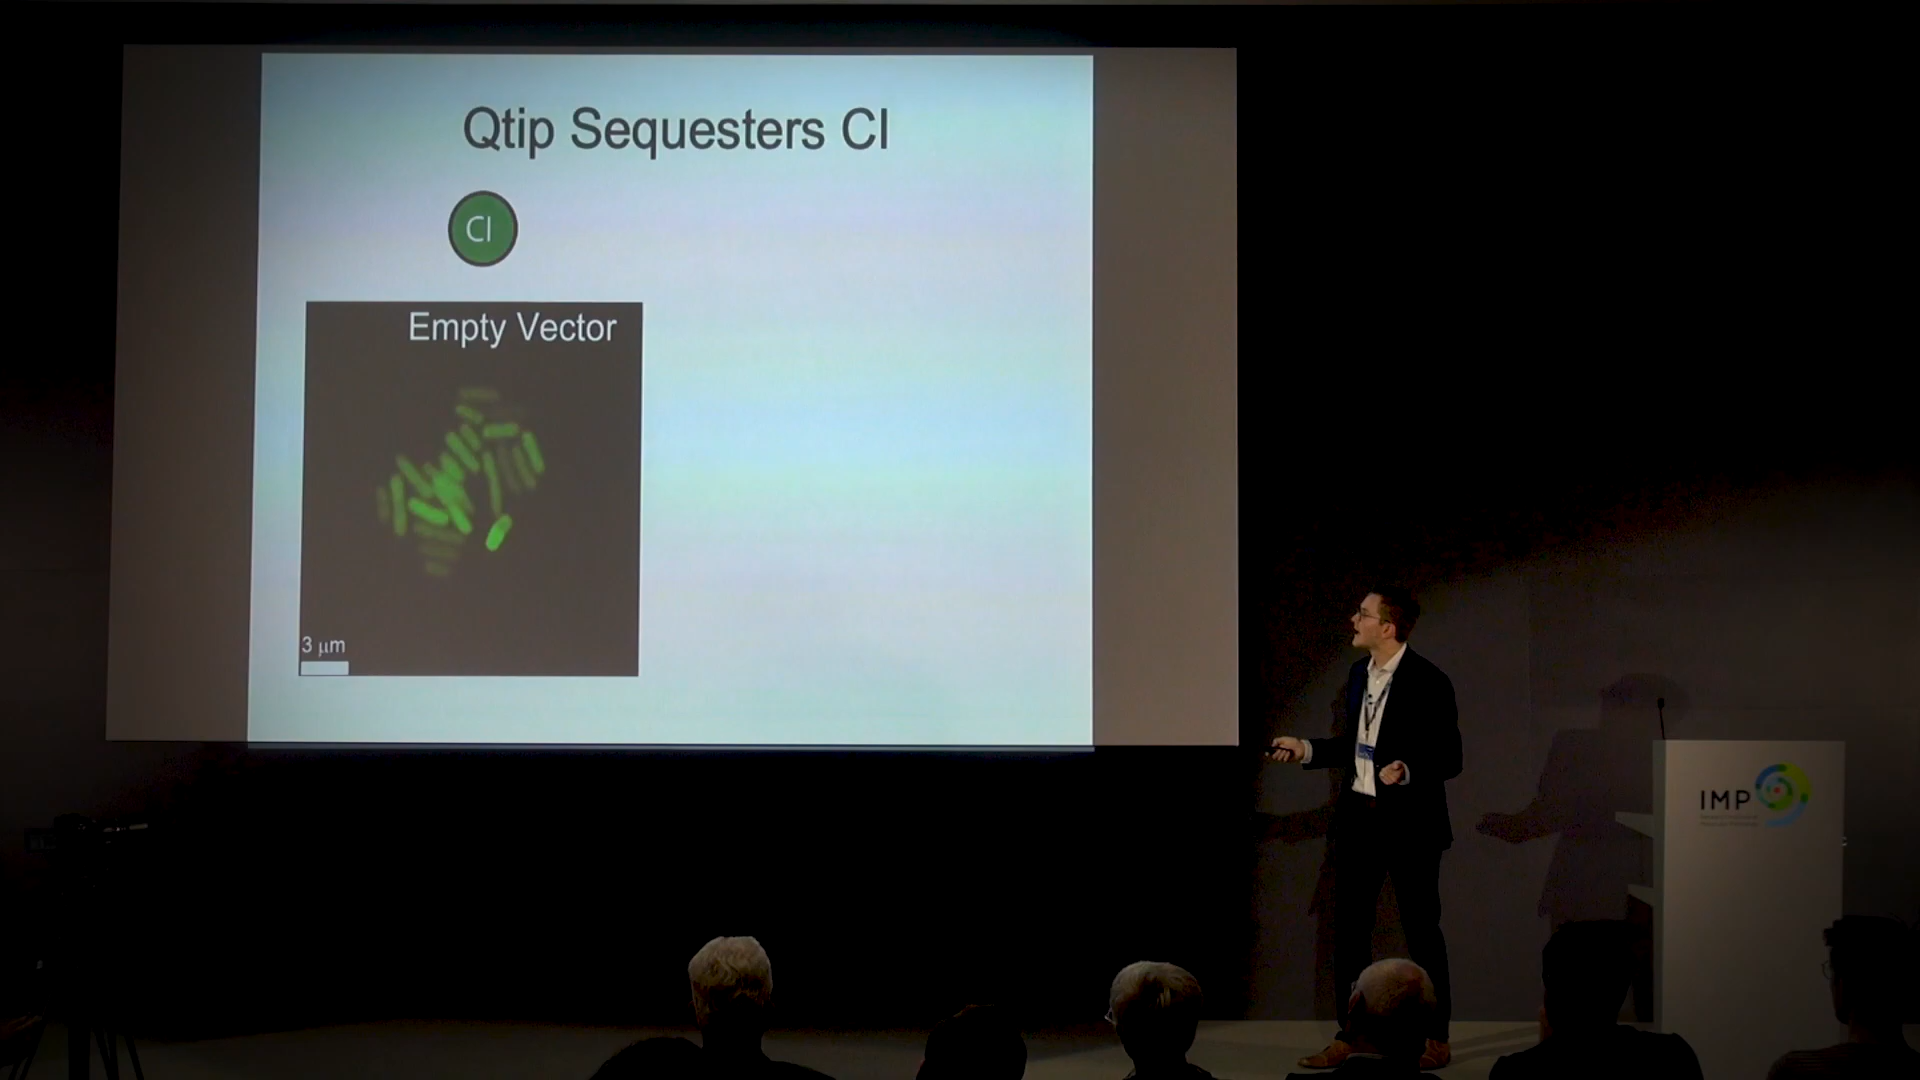 Qtip Sequesters CI
CI
Empty Vector
3 μm
IMP